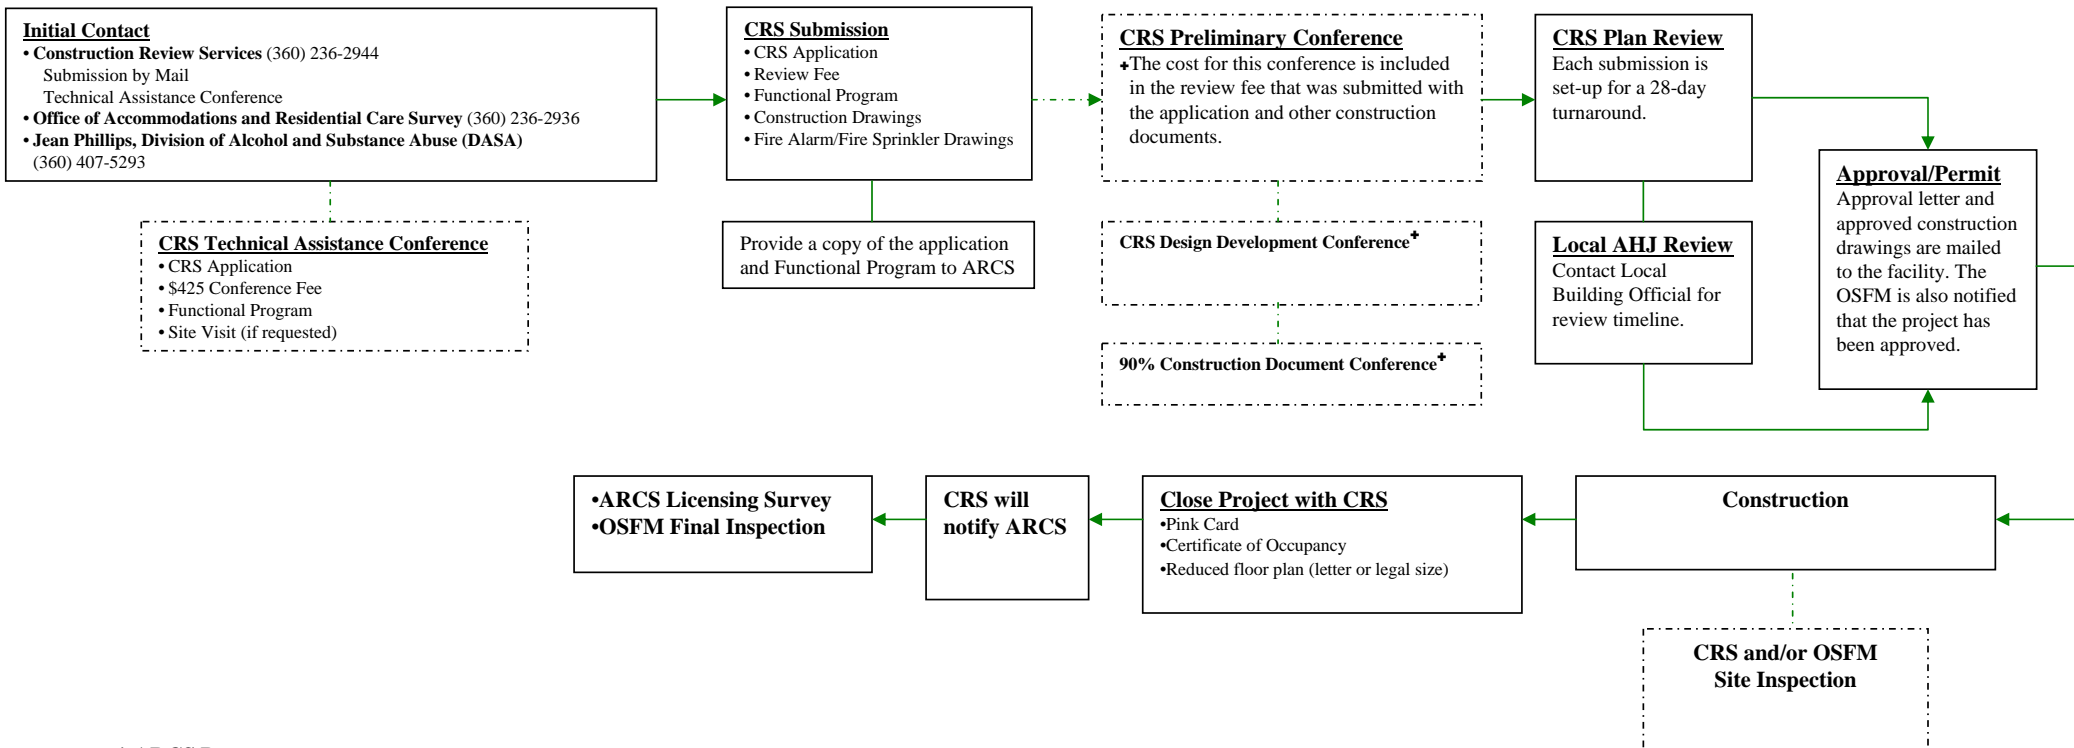 Initial Contact
• Construction Review Services (360) 236-2944
Submission by Mail
Technical Assistance Conference
• Office of Accommodations and Residential Care Survey (360) 236-2936
• Jean Phillips, Division of Alcohol and Substance Abuse (DASA)
(360) 407-5293
CRS Technical Assistance Conference
• CRS Application
• $425 Conference Fee
• Functional Program
• Site Visit (if requested)
CRS Submission
• CRS Application
• Review Fee
• Functional Program
• Construction Drawings
• Fire Alarm/Fire Sprinkler Drawings
Provide a copy of the application
and Functional Program to ARCS
CRS Preliminary Conference
+The cost for this conference is included
in the review fee that was submitted with
the application and other construction
documents.
CRS Design Development Conference+
90% Construction Document Conference+
CRS Plan Review
Each submission is
set-up for a 28-day
turnaround.
Local AHJ Review
Contact Local
Building Official for
review timeline.
Approval/Permit
Approval letter and
approved construction
drawings are mailed
to the facility. The
OSFM is also notified
that the project has
been approved.
Construction
CRS and/or OSFM
Site Inspection
Close Project with CRS
•Pink Card
•Certificate of Occupancy
•Reduced floor plan (letter or legal size)
CRS will
notify ARCS
•ARCS Licensing Survey
•OSFM Final Inspection